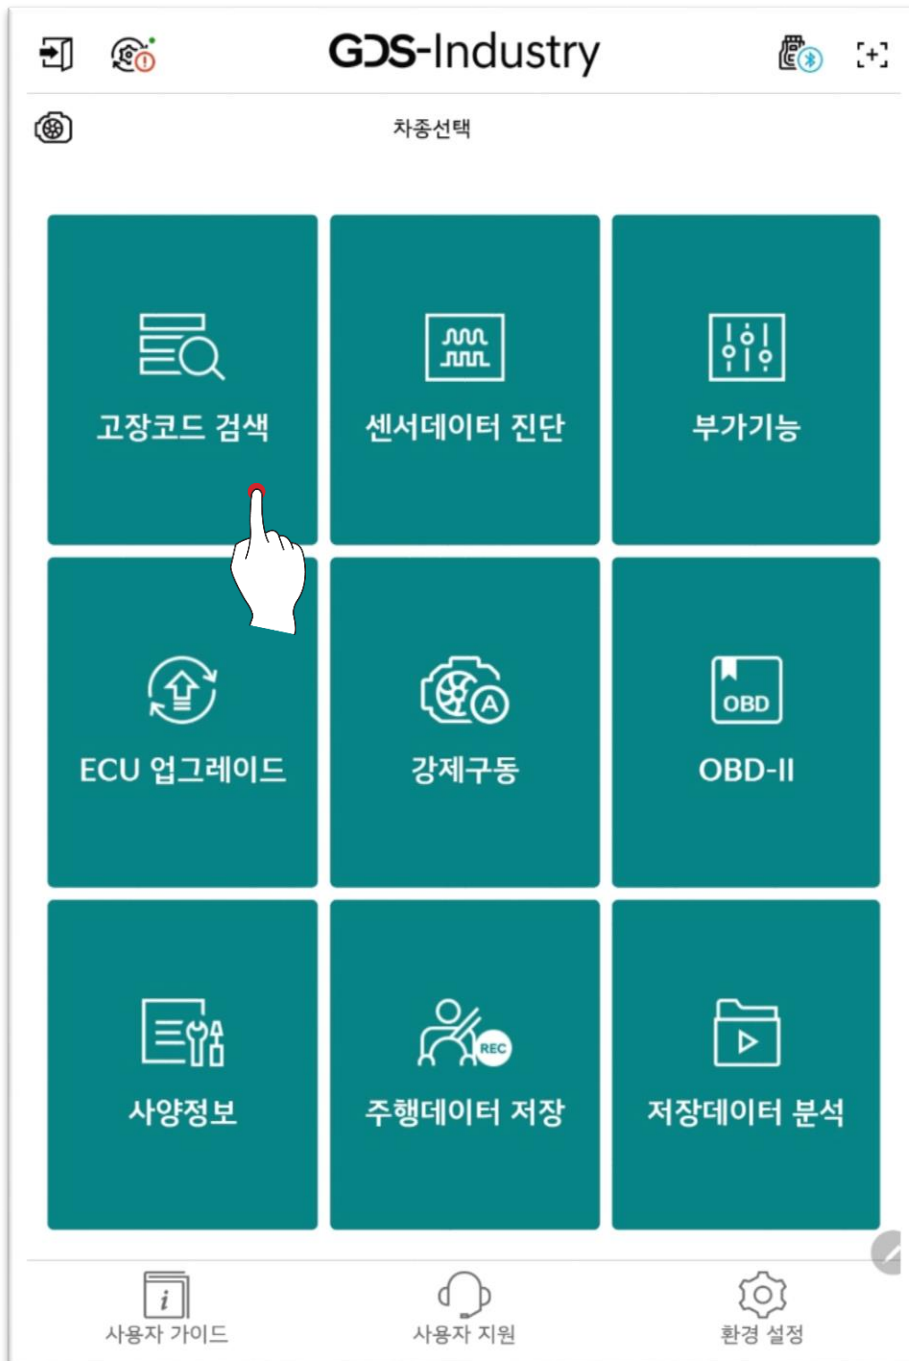 GDS-Industry
차종선택
고장코드 검색
센서데이터 진단
부가기능
ECU 업그레이드
강제구동
OBD
OBD-II
사양정보
REC
주행데이터 저장
저장데이터 분석
사용자 가이드
사용자 지원
환경 설정